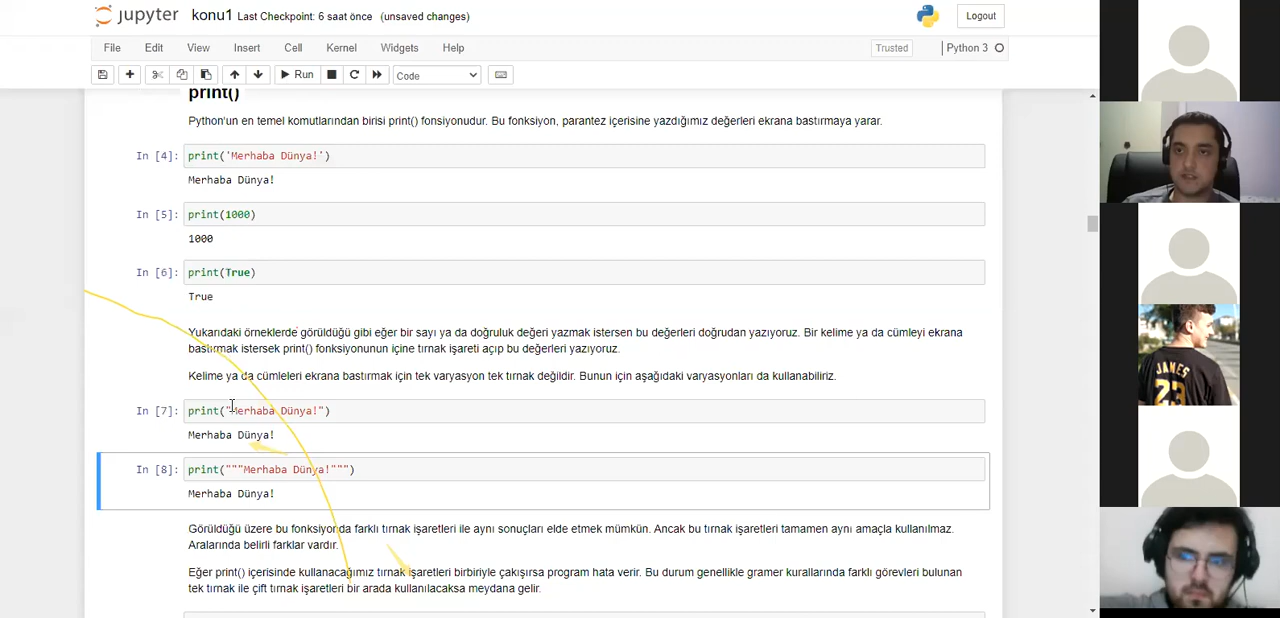 jupyter konu1 Last Checkpoint: 6 saat önce (unsaved changes) Logout
File Edit View Insert Cell Kernel Widgets Help Trusted Python 3
Run Code
print()
Python'un en temel komutlarından birisi print() fonsiyonudur. Bu fonksiyon, parantez içerisine yazdığımız değerleri ekrana bastırmaya yarar.
In [4]: print('Merhaba Dünya!')
Merhaba Dünya!
In [5]: print(1000)
1000
In [6]: print(True)
True
Yukarıdaki örneklerde görüldüğü gibi eğer bir sayı ya da doğruluk değeri yazmak istersen bu değerleri doğrudan yazıyoruz. Bir kelime ya da cümleyi ekrana
bastırmak istersek print() fonksiyonunun içine tırnak işareti açıp bu değerleri yazıyoruz.
Kelime ya da cümleleri ekrana bastırmak için tek varyasyon tek tırnak değildir. Bunun için aşağıdaki varyasyonları da kullanabiliriz.
In [7]: print("Merhaba Dünya!")
Merhaba Dünya!
In [8]: print("""Merhaba Dünya!""")
Merhaba Dünya!
Görüldüğü üzere bu fonksiyonda farklı tırnak işaretleri ile aynı sonuçları elde etmek mümkün. Ancak bu tırnak işaretleri tamamen aynı amaçla kullanılmaz.
Aralarında belirli farklar vardır.
Eğer print() içerisinde kullanacağımız tırnak işaretleri birbiriyle çakışırsa program hata verir. Bu durum genellikle gramer kurallarında farklı görevleri bulunan
tek tırnak ile çift tırnak işaretleri bir arada kullanılacaksa meydana gelir.
JAMES
23